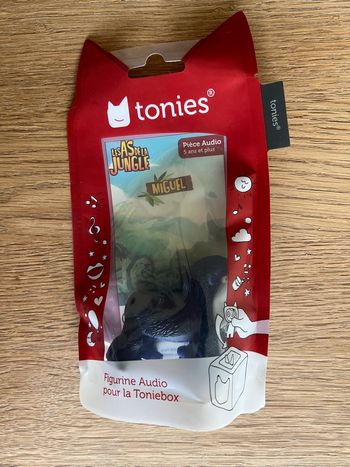 tonies®
tonies®
LES AS DE LA
JUNGLE
Pièce Audio
5 ans et plus
MIGUEL
Figurine Audio
pour la Toniebox